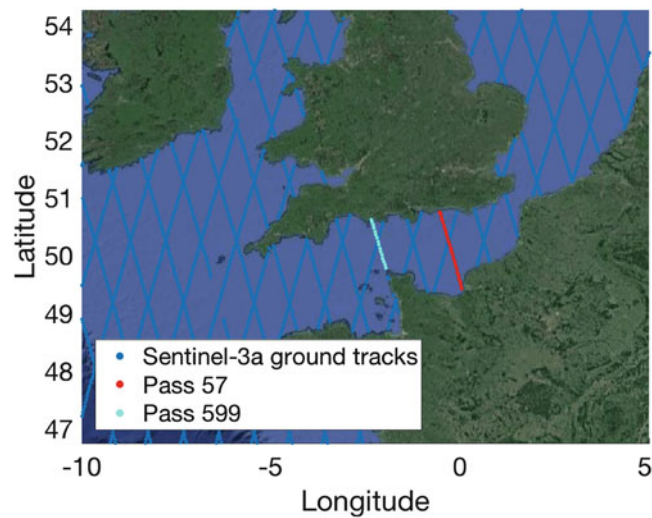 54
53
52
51
50
49
48
47
Latitude
Sentinel-3a ground tracks
Pass 57
Pass 599
-10 -5 0 5
Longitude